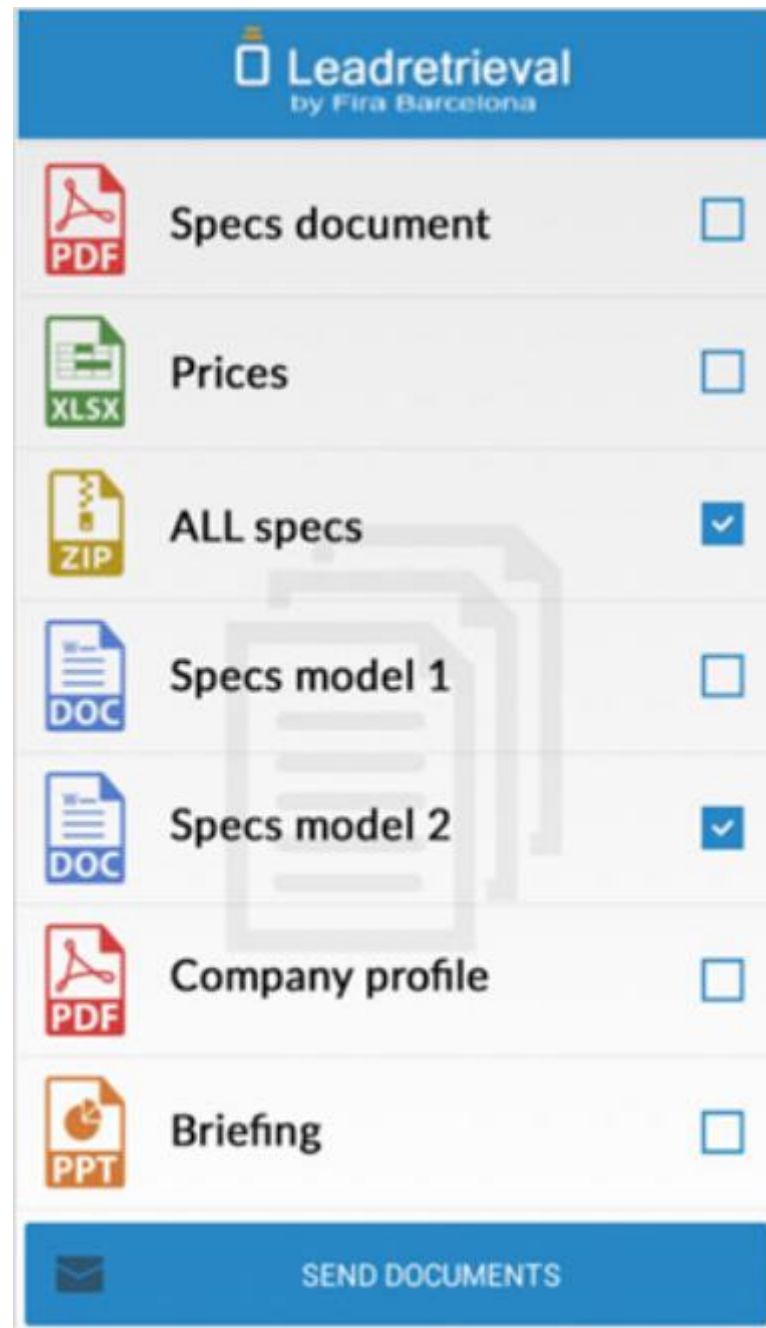 Leadretrieval
by Fira Barcelona
PDF
Specs document
XLSX
Prices
ZIP
ALL specs
W
DOC
Specs model 1
W
DOC
Specs model 2
PDF
Company profile
PPT
Briefing
SEND DOCUMENTS